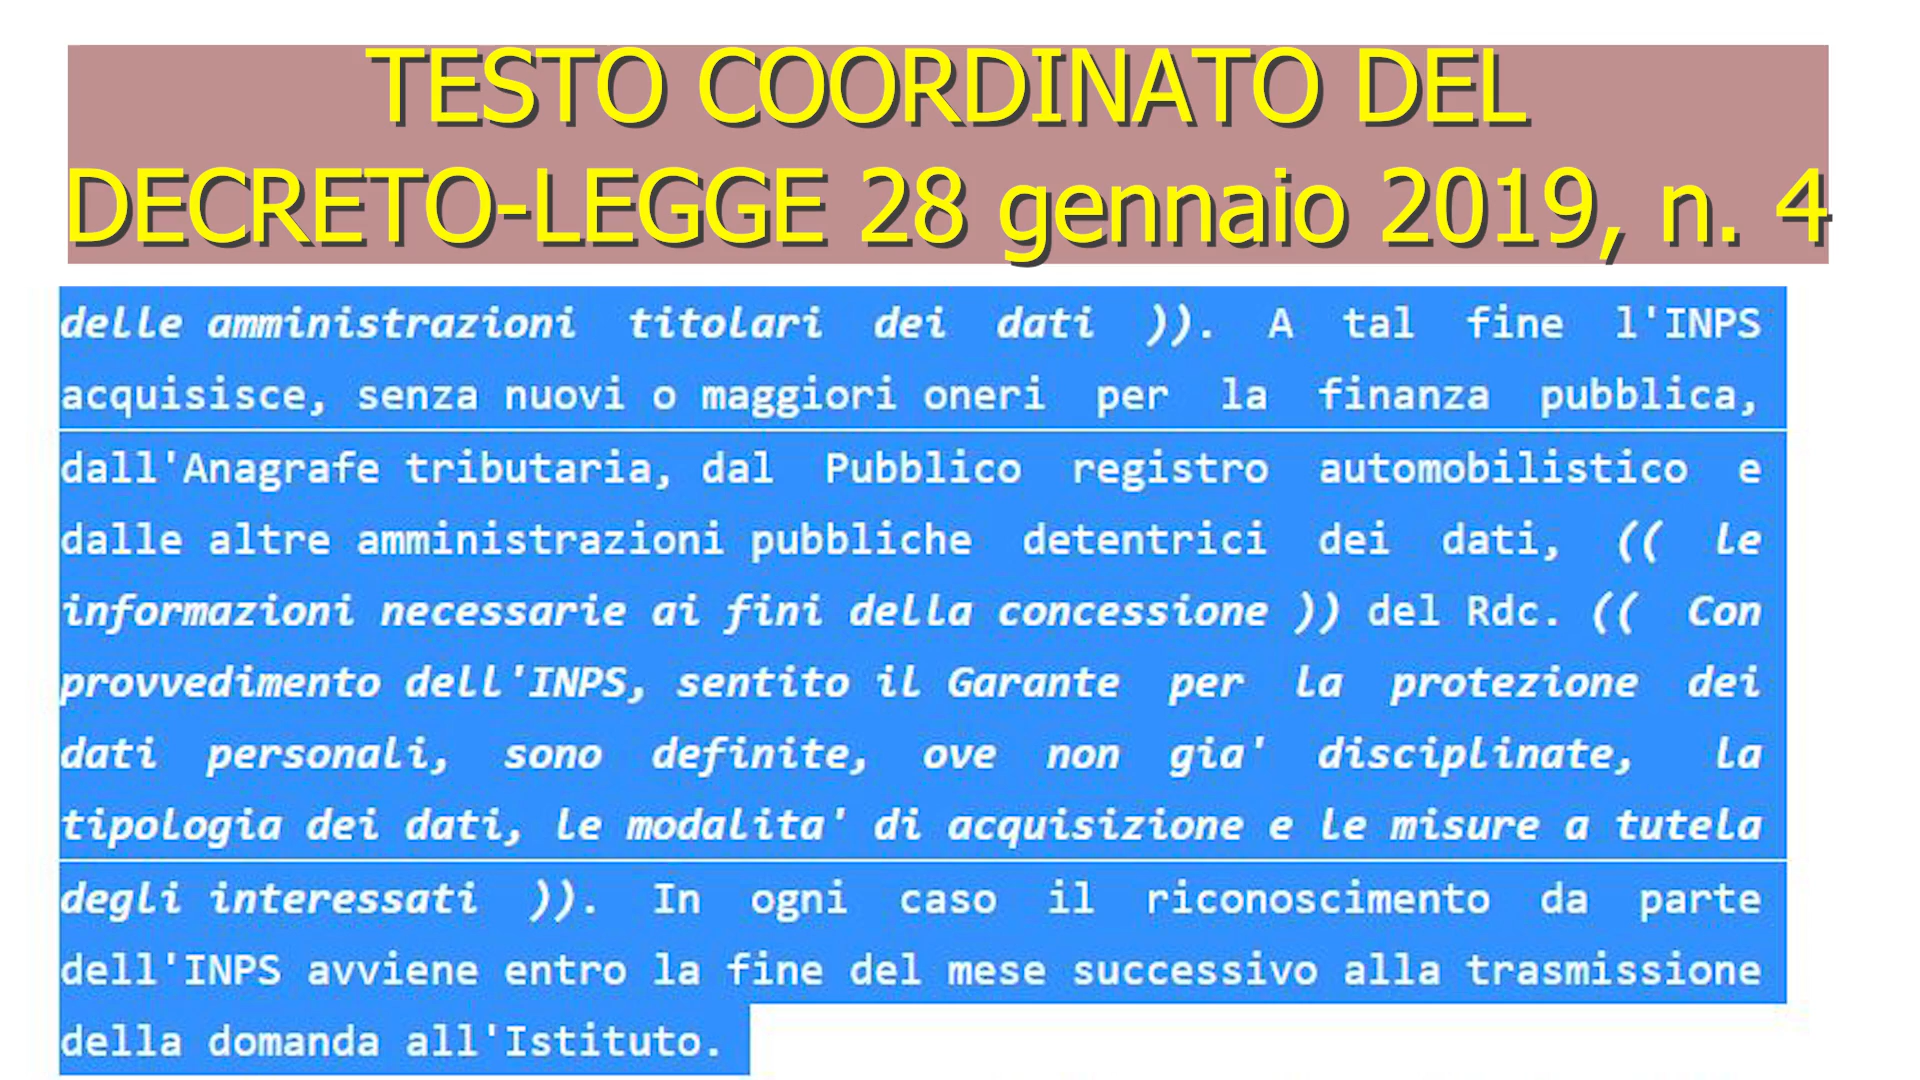 TESTO COORDINATO DEL
DECRETO-LEGGE 28 gennaio 2019, n. 4
delle amministrazioni titolari dei dati )). A tal fine l'INPS
acquisisce, senza nuovi o maggiori oneri per la finanza pubblica,
dall'Anagrafe tributaria, dal Pubblico registro automobilistico e
dalle altre amministrazioni pubbliche detentrici dei dati, (( le
informazioni necessarie ai fini della concessione )) del Rdc. (( Con
provvedimento dell'INPS, sentito il Garante per la protezione dei
dati personali, sono definite, ove non gia' disciplinate, la
tipologia dei dati, le modalita' di acquisizione e le misure a tutela
degli interessati )). In ogni caso il riconoscimento da parte
dell'INPS avviene entro la fine del mese successivo alla trasmissione
della domanda all'Istituto.